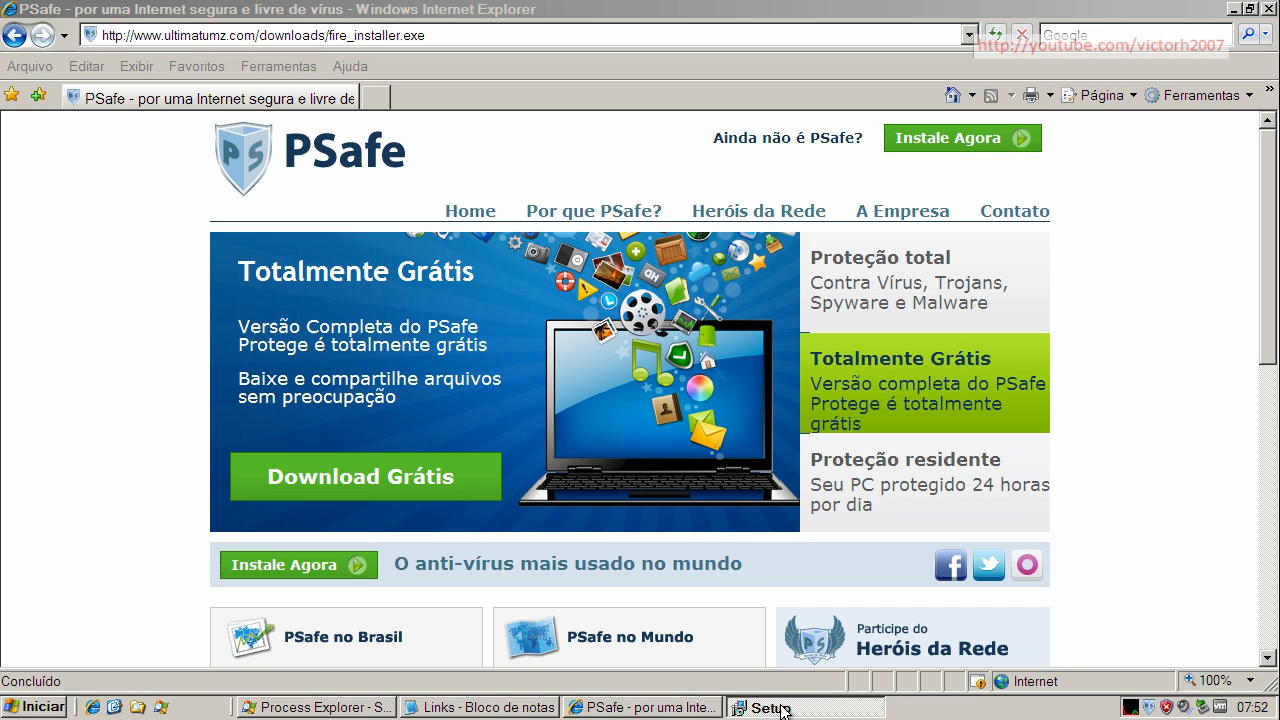 PSafe - por uma Internet segura e livre de vírus - Windows Internet Explorer
http://www.ultimatumz.com/downloads/fire_installer.exe
Google
http://youtube.com/victorh2007
Arquivo Editar Exibir Favoritos Ferramentas Ajuda
PSafe - por uma Internet segura e livre de
Página Ferramentas
PS
PSafe
Ainda não é PSafe?
Instale Agora
Home Por que PSafe? Heróis da Rede A Empresa Contato
Totalmente Grátis
Versão Completa do PSafe
Protege é totalmente grátis
Baixe e compartilhe arquivos
sem preocupação
Download Grátis
Proteção total
Contra Vírus, Trojans,
Spyware e Malware
Totalmente Grátis
Versão completa do PSafe
Protege é totalmente
grátis
Proteção residente
Seu PC protegido 24 horas
por dia
Instale Agora
O anti-vírus mais usado no mundo
PSafe no Brasil
PSafe no Mundo
Participe do
Heróis da Rede
Concluído
Internet
100%
Iniciar
Process Explorer - S...
Links - Bloco de notas
PSafe - por uma Inte...
Setup
07:52